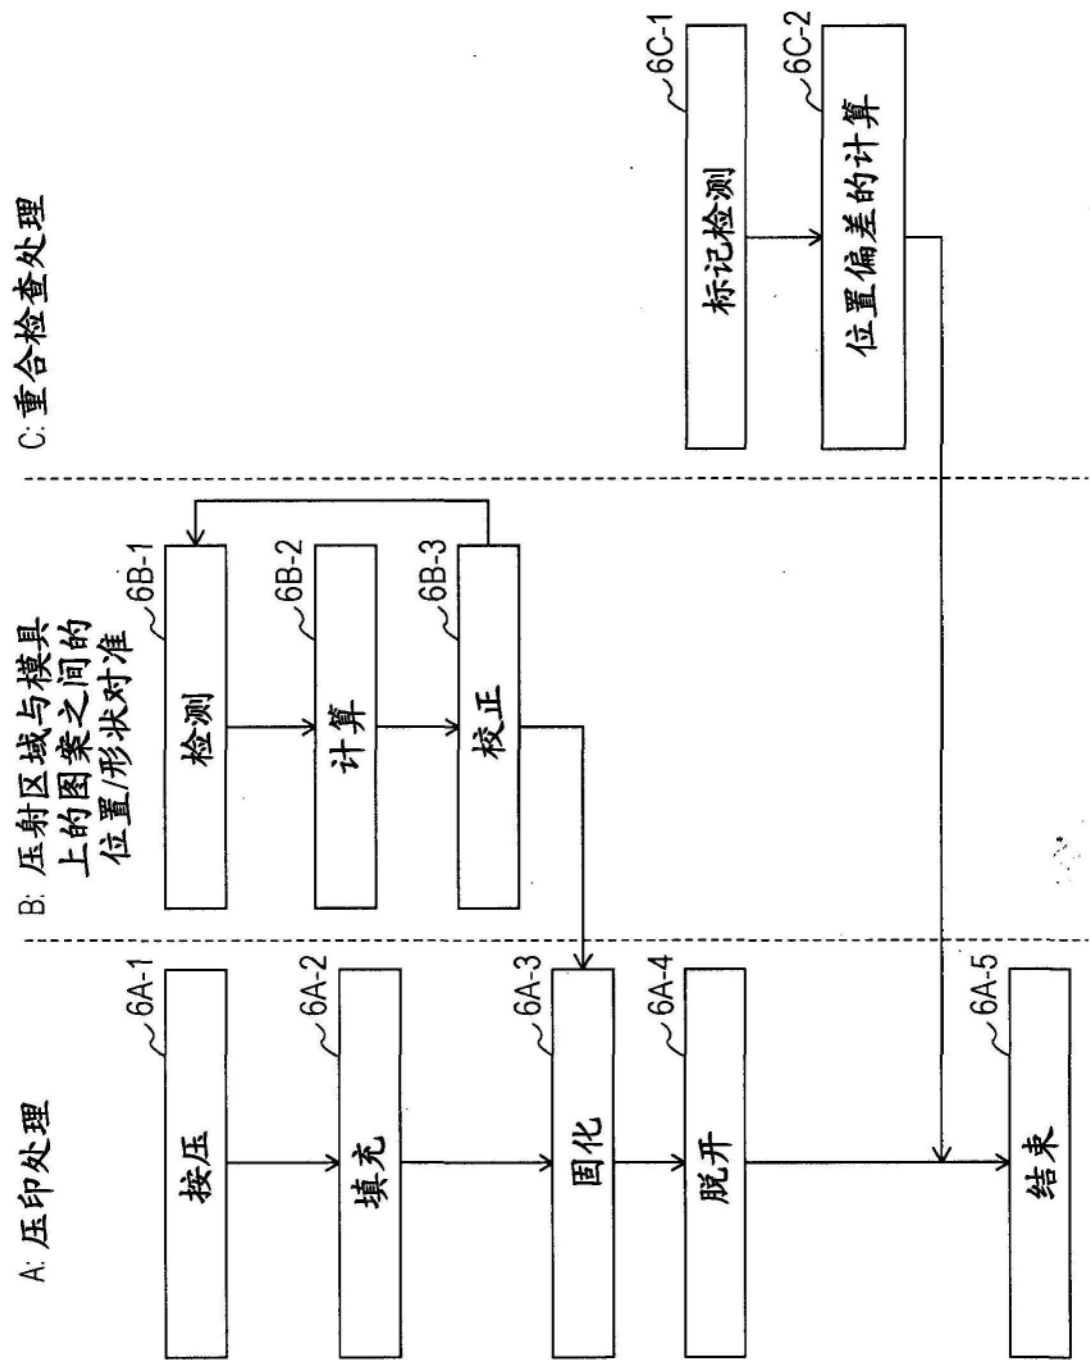 A: 压印处理
按压
6A-1
填充
6A-2
固化
6A-3
脱开
6A-4
结束
6A-5
B: 压射区域与模具
上的图案之间的
位置/形状对准
检测
6B-1
计算
6B-2
校正
6B-3
C: 重合检查处理
标记检测
6C-1
位置偏差的计算
6C-2